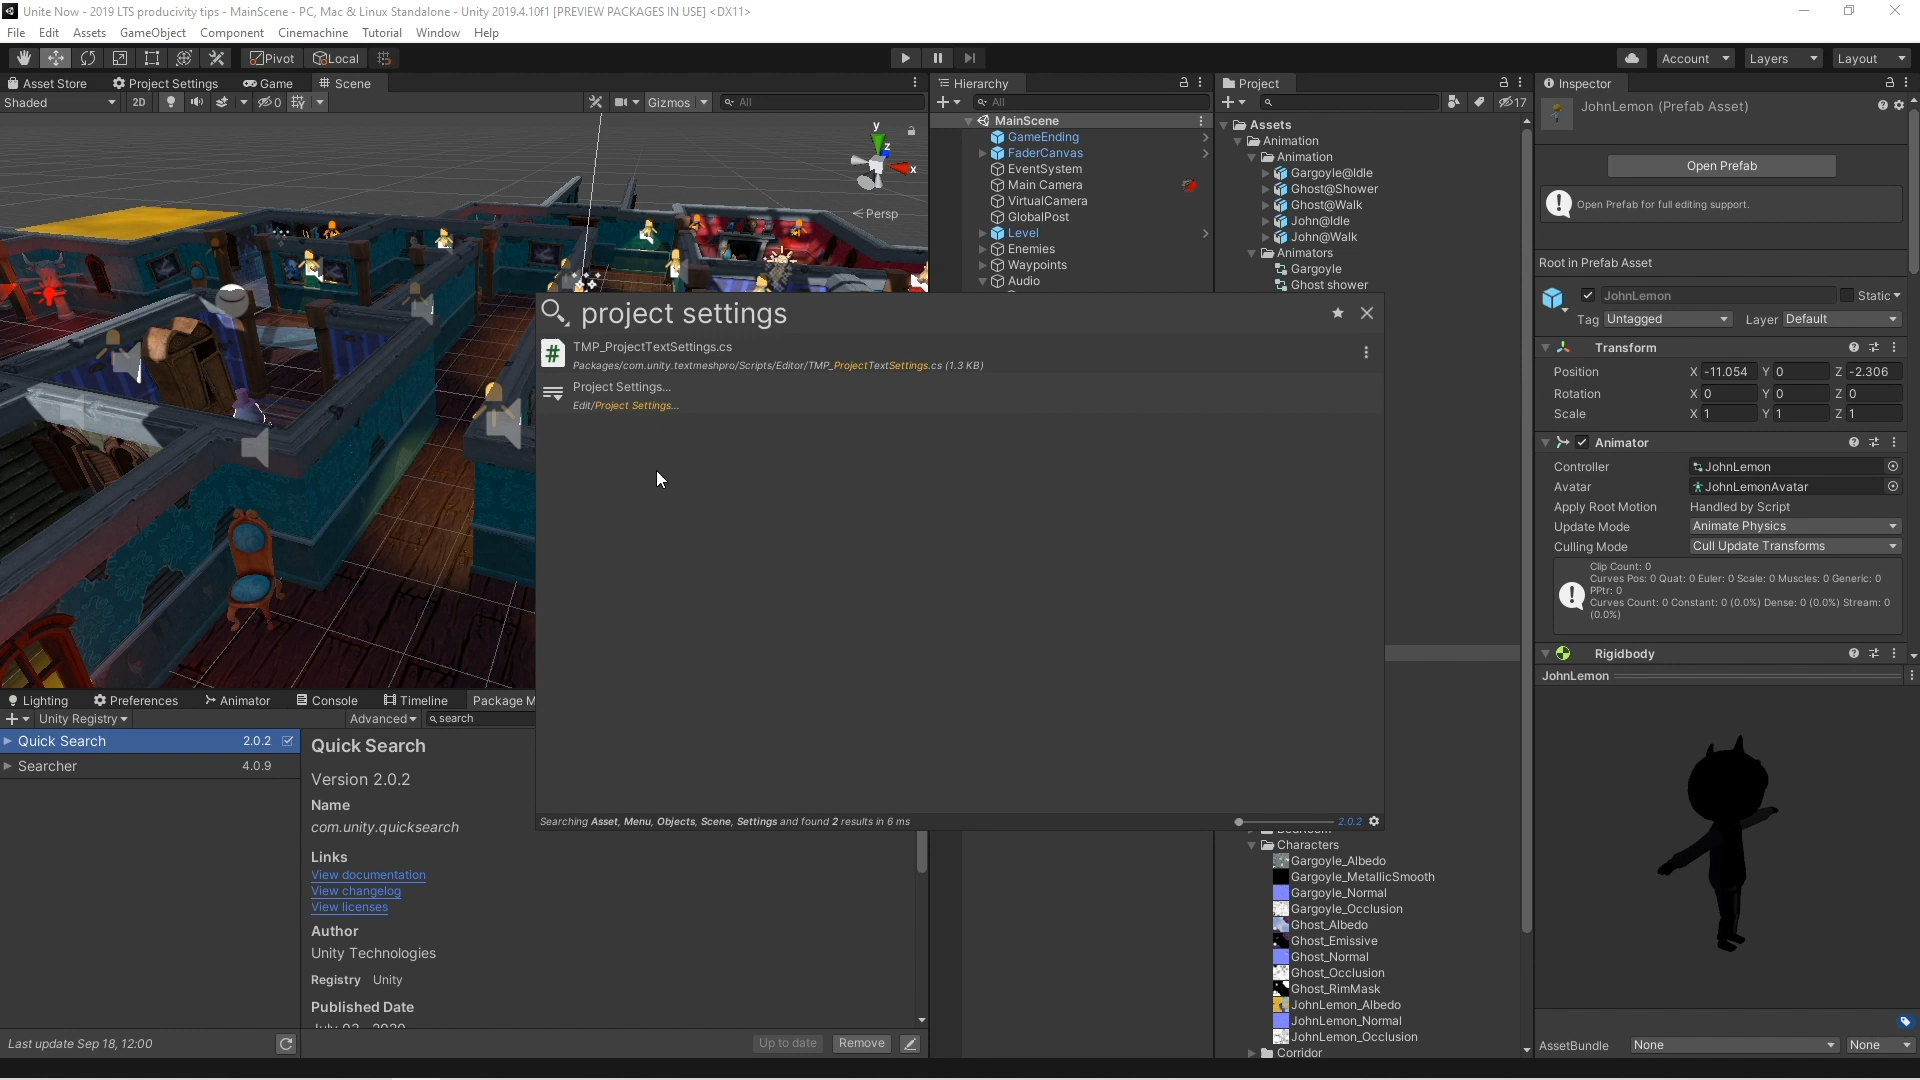 Unite Now - 2019 LTS producivity tips - MainScene - PC, Mac & Linux Standalone - Unity 2019.4.10f1 [PREVIEW PACKAGES IN USE] <DX11>
File Edit Assets GameObject Component Cinemachine Tutorial Window Help
Pivot Local Account Layers Layout
Asset Store Project Settings Game Scene
Shaded 2D 0 Gizmos All
y
z
x
Persp
Hierarchy
All
MainScene
GameEnding
FaderCanvas
EventSystem
Main Camera
VirtualCamera
GlobalPost
Level
Enemies
Waypoints
Audio
Project
17
Assets
Animation
Animation
Gargoyle@Idle
Ghost@Shower
Ghost@Walk
John@Idle
John@Walk
Animators
Gargoyle
Ghost shower
project settings
TMP_ProjectTextSettings.cs
Packages/com.unity.textmeshpro/Scripts/Editor/TMP_ProjectTextSettings.cs (1.3 KB)
Project Settings...
Edit/Project Settings...
Searching Asset, Menu, Objects, Scene, Settings and found 2 results in 6 ms
2.0.2
Characters
Gargoyle_Albedo
Gargoyle_MetallicSmooth
Gargoyle_Normal
Gargoyle_Occlusion
Ghost_Albedo
Ghost_Emissive
Ghost_Normal
Ghost_Occlusion
Ghost_RimMask
JohnLemon_Albedo
JohnLemon_Normal
JohnLemon_Occlusion
Corridor
Inspector
JohnLemon (Prefab Asset)
Open Prefab
Open Prefab for full editing support.
Root in Prefab Asset
JohnLemon Static
Tag Untagged Layer Default
Transform
Position X -11.054 Y 0 Z -2.306
Rotation X 0 Y 0 Z 0
Scale X 1 Y 1 Z 1
Animator
Controller JohnLemon
Avatar JohnLemonAvatar
Apply Root Motion Handled by Script
Update Mode Animate Physics
Culling Mode Cull Update Transforms
Clip Count: 0
Curves Pos: 0 Quat: 0 Euler: 0 Scale: 0 Muscles: 0 Generic: 0
PPtr: 0
Curves Count: 0 Constant: 0 (0.0%) Dense: 0 (0.0%) Stream: 0
(0.0%)
Rigidbody
JohnLemon
AssetBundle None None
Lighting Preferences Animator Console Timeline Package M
Unity Registry Advanced search
Quick Search 2.0.2
Searcher 4.0.9
Quick Search
Version 2.0.2
Name
com.unity.quicksearch
Links
View documentation
View changelog
View licenses
Author
Unity Technologies
Registry Unity
Published Date
Last update Sep 18, 12:00
Up to date Remove